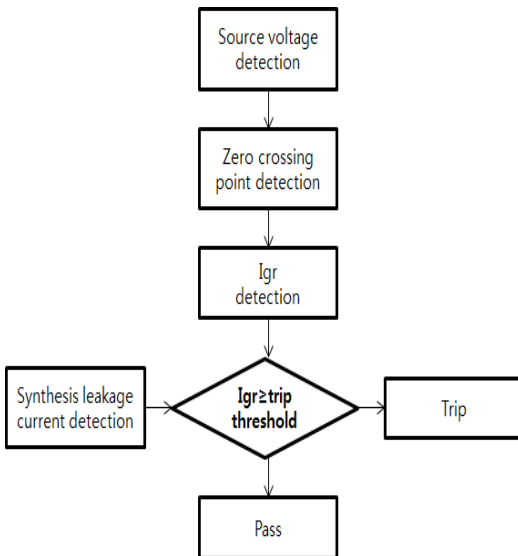 Source voltage
detection
Zero crossing
point detection
Igr
detection
Synthesis leakage
current detection
Igr≥trip
threshold
Trip
Pass